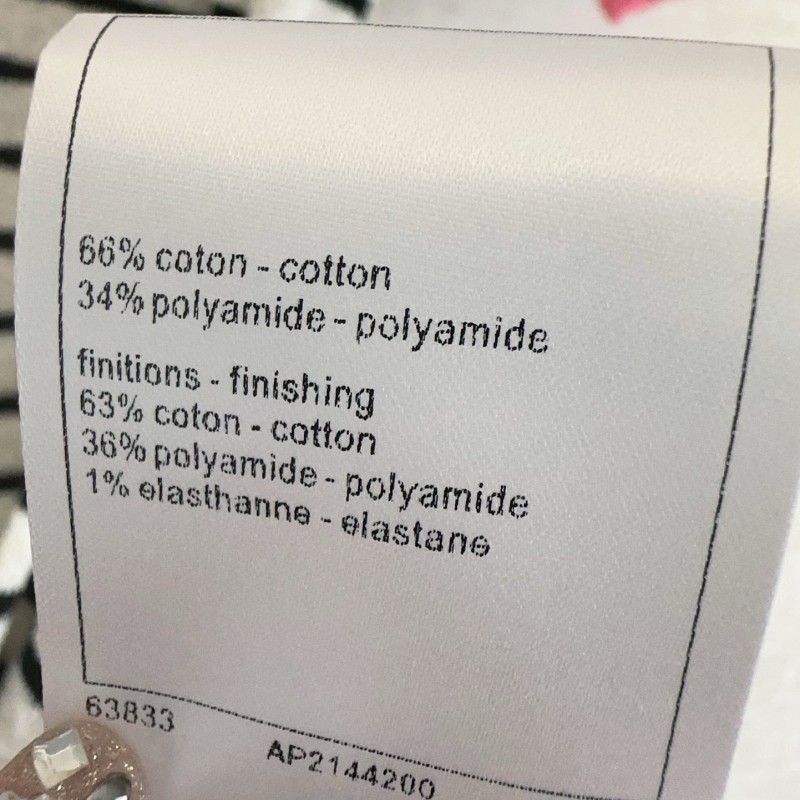 66% coton - cotton
34% polyamide - polyamide
finitions - finishing
63% coton - cotton
36% polyamide - polyamide
1% elasthanne - elastane
63833
AP2144200